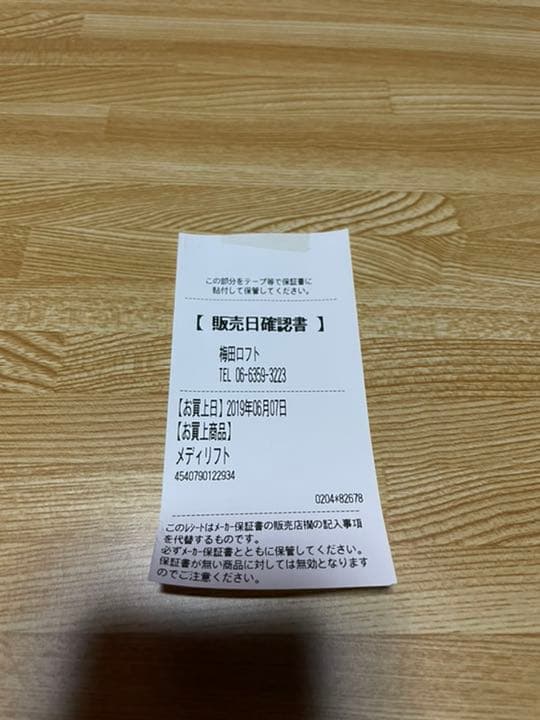 この部分をテープ等で保証書に
貼付して保管してください。
【 販売日確認書 】
梅田ロフト
TEL 06-6359-3223
【お買上日】2019年06月07日
【お買上商品】
メディリフト
4540790122934
0204*82678
このレシートはメーカー保証書の販売店欄の記入事項
を代替するものです。
必ずメーカー保証書とともに保管してください。
保証書が無い商品に対しては無効となります
のでご注意ください。